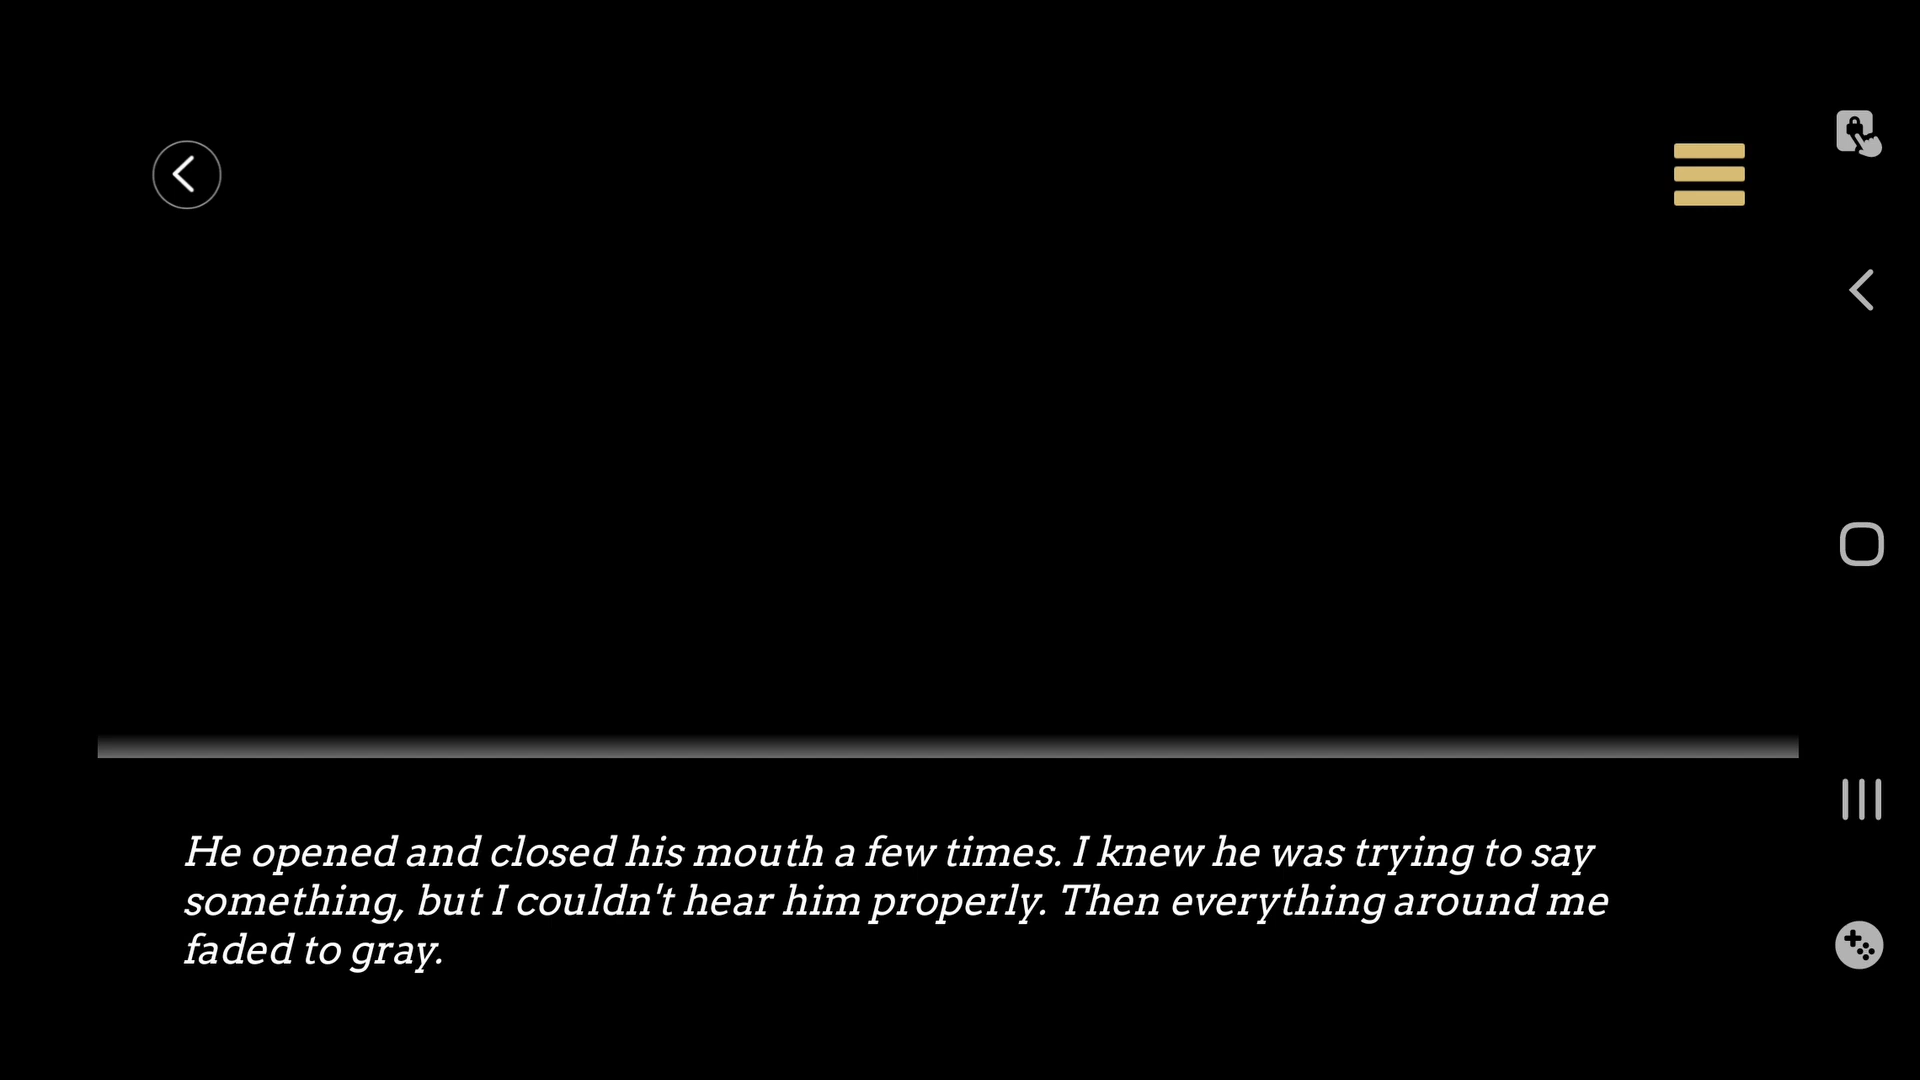 He opened and closed his mouth a few times. I knew he was trying to say
something, but I couldn't hear him properly. Then everything around me
faded to gray.